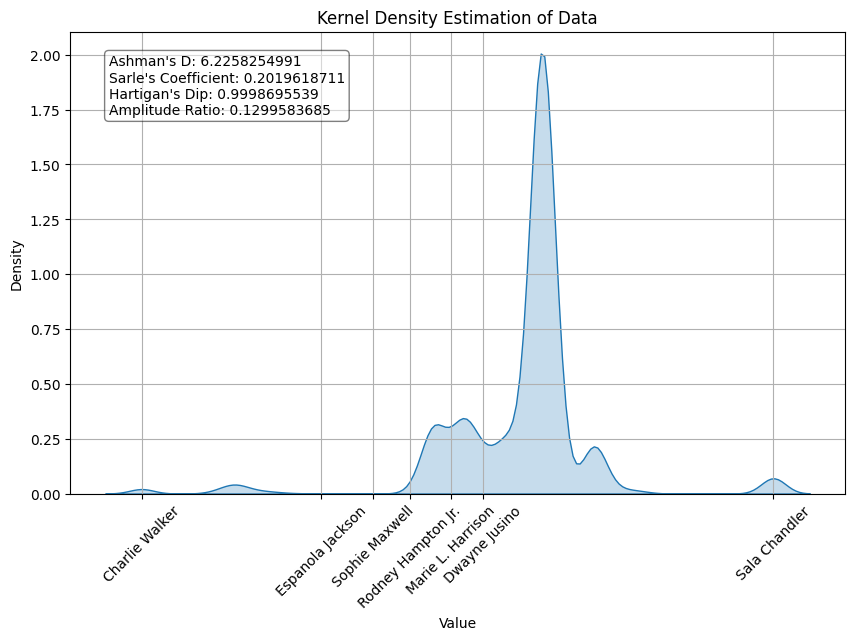 Kernel Density Estimation of Data
Ashman's D: 6.2258254991
Sarle's Coefficient: 0.2019618711
Hartigan's Dip: 0.9998695539
Amplitude Ratio: 0.1299583685
Density
2.00
1.75
1.50
1.25
1.00
0.75
0.50
0.25
0.00
Charlie Walker
Espanola Jackson
Sophie Maxwell
Rodney Hampton Jr.
Marie L. Harrison
Dwayne Jusino
Sala Chandler
Value